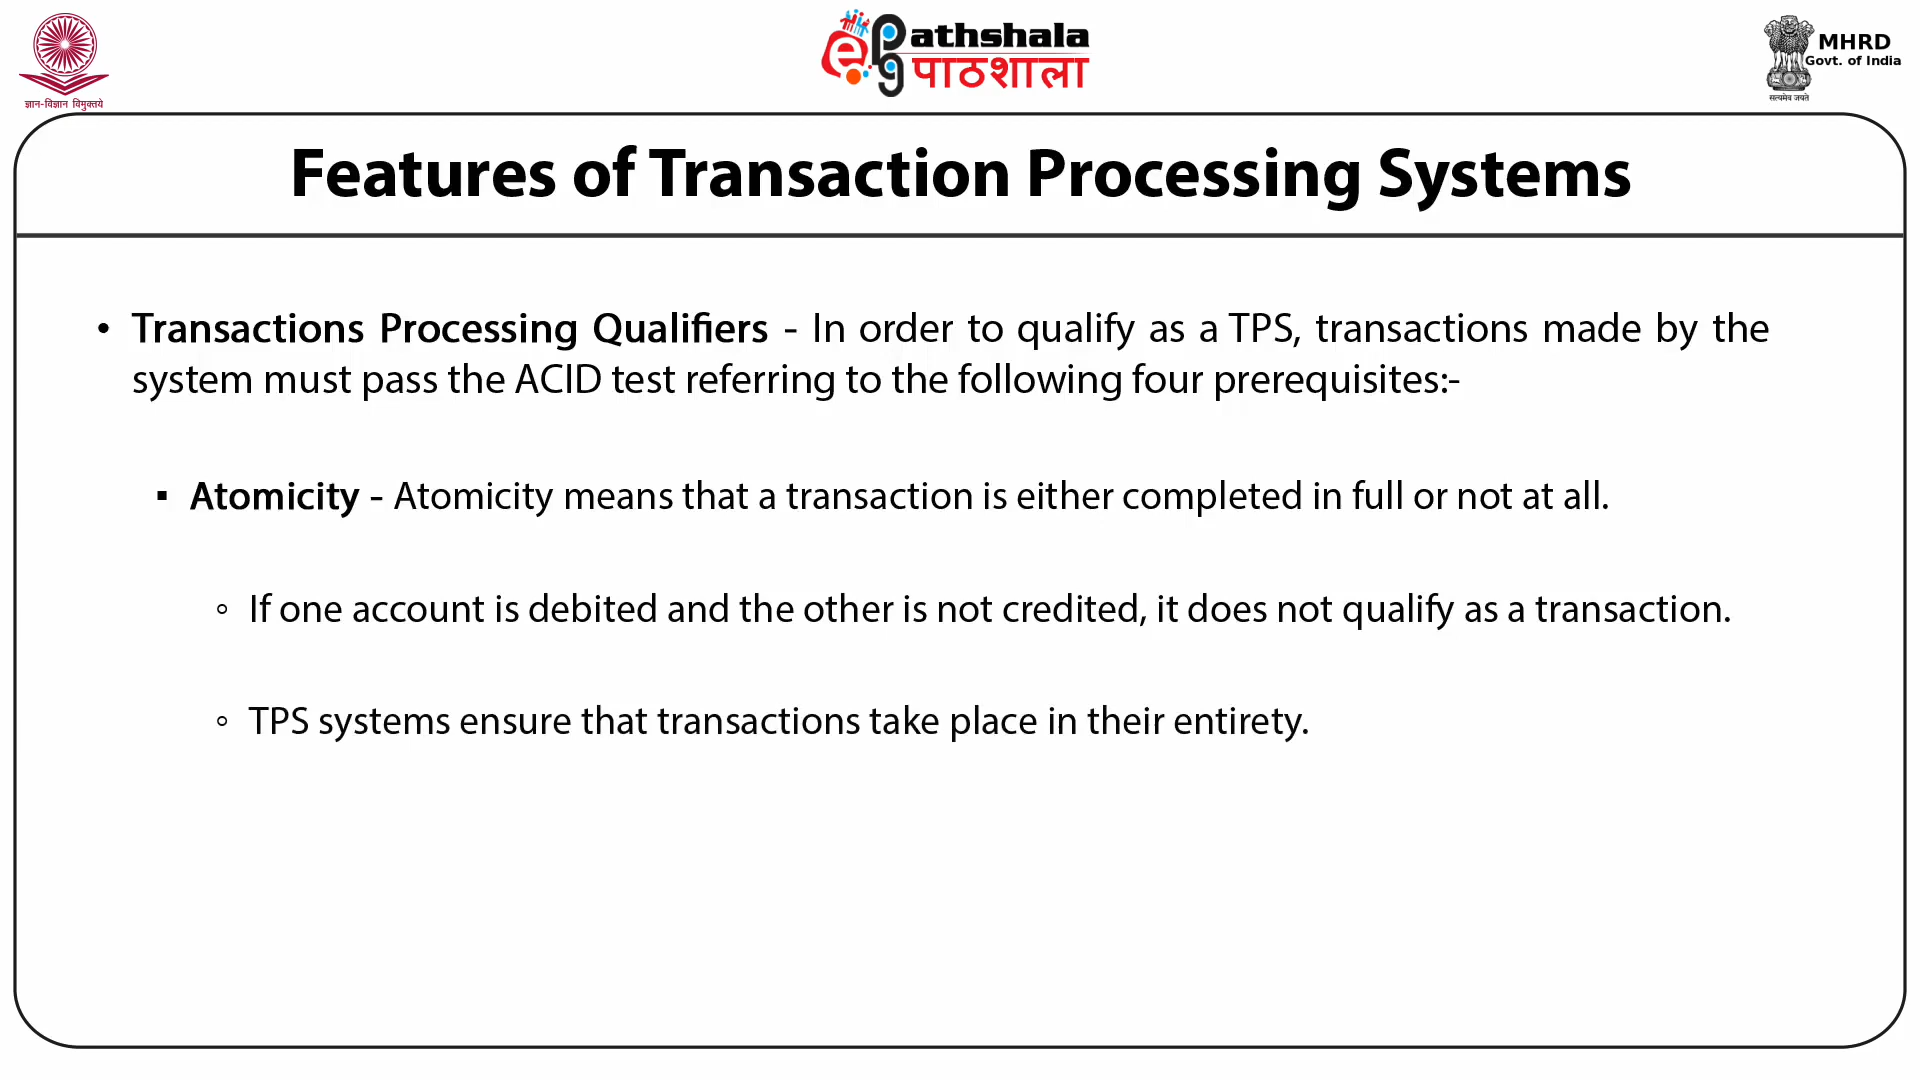 ज्ञान-विज्ञान विमुक्तये
ePathshala
पाठशाला
MHRD
Govt. of India
सत्यमेव जयते
Features of Transaction Processing Systems
• Transactions Processing Qualifiers - In order to qualify as a TPS, transactions made by the
system must pass the ACID test referring to the following four prerequisites:-
▪ Atomicity - Atomicity means that a transaction is either completed in full or not at all.
◦ If one account is debited and the other is not credited, it does not qualify as a transaction.
◦ TPS systems ensure that transactions take place in their entirety.